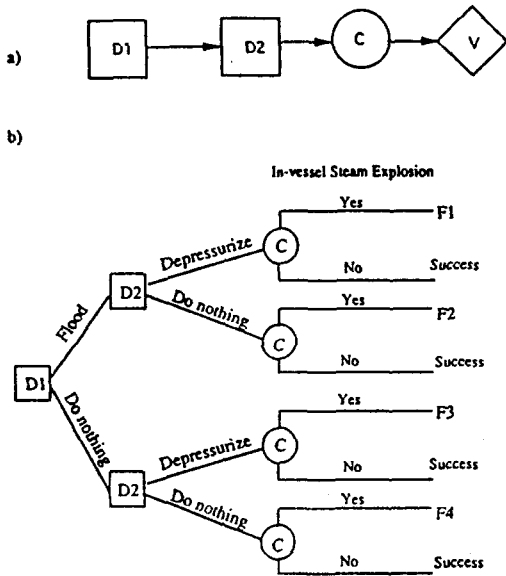 a)
D1 D2 C V
b)
In-vessel Steam Explosion
Yes F1
Depressurize C
No Success
D2
Flood
Do nothing
Yes F2
C
No Success
D1
Do nothing
Yes F3
Depressurize C
No Success
D2
Do nothing
Yes F4
C
No Success